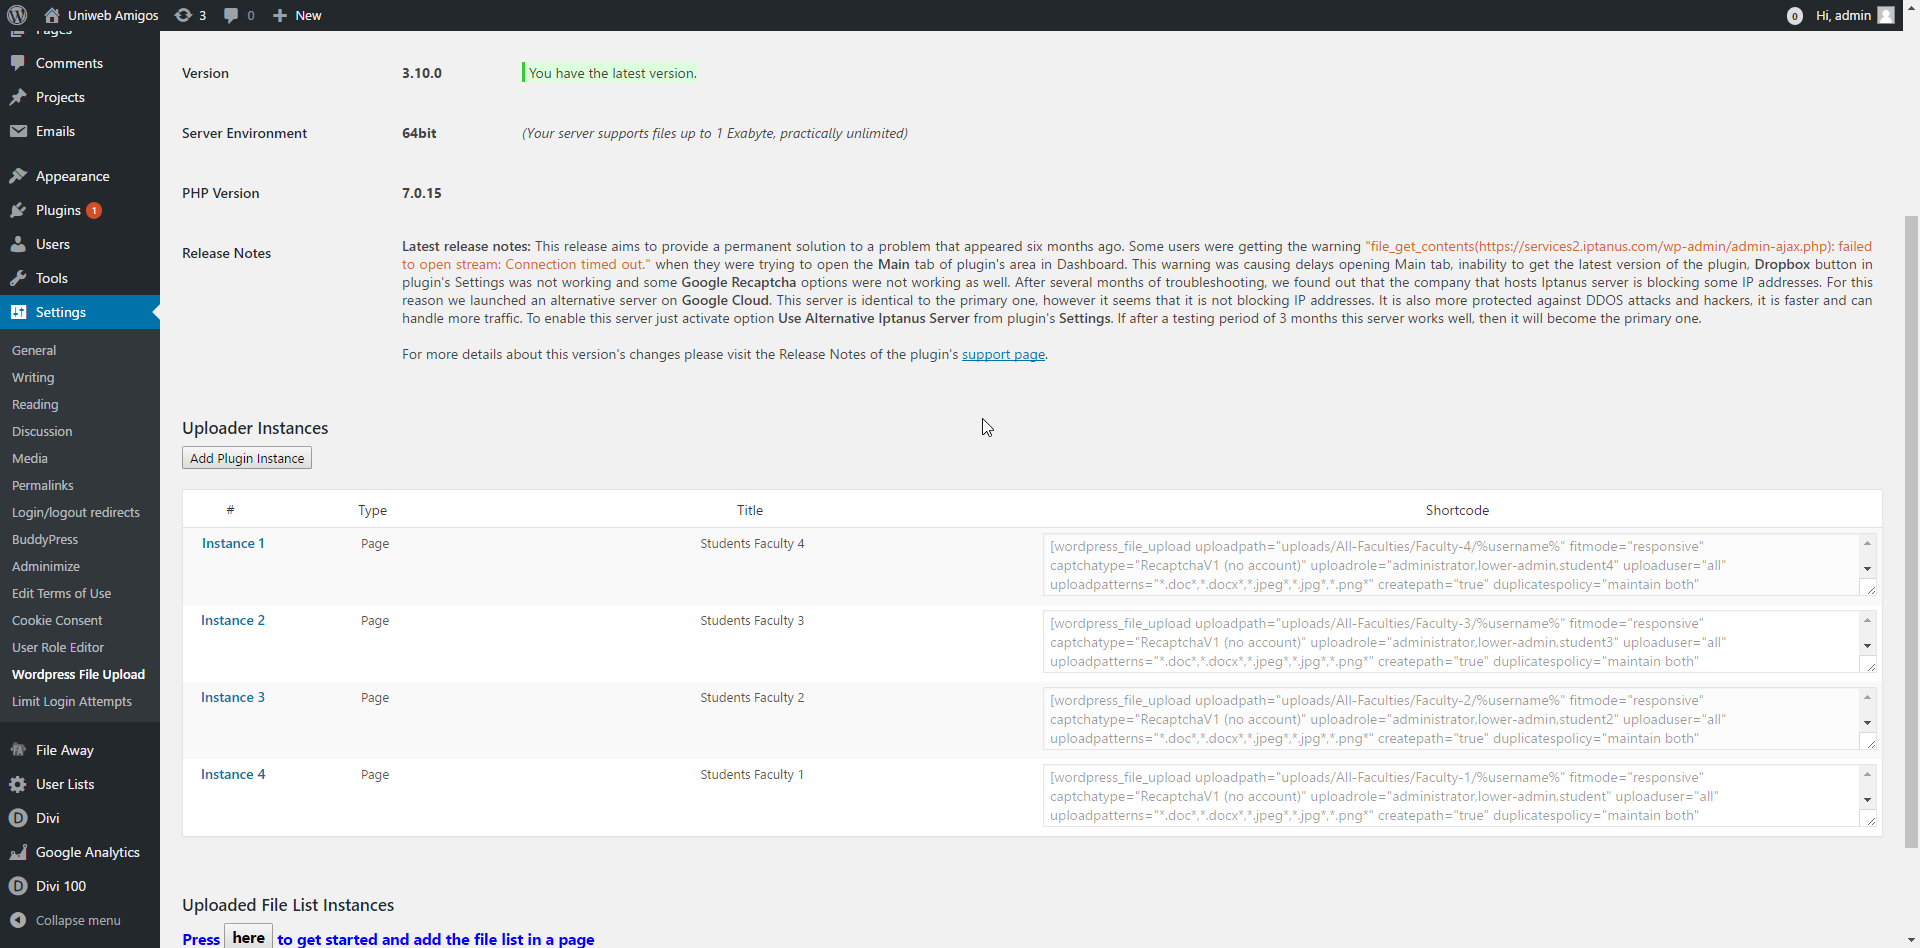 Uniweb Amigos 3 0 New 0 Hi, admin
Pages
Comments
Projects
Emails
Appearance
Plugins 1
Users
Tools
Settings
General
Writing
Reading
Discussion
Media
Permalinks
Login/logout redirects
BuddyPress
Adminimize
Edit Terms of Use
Cookie Consent
User Role Editor
Wordpress File Upload
Limit Login Attempts
File Away
User Lists
Divi
Google Analytics
Divi 100
Collapse menu
Version 3.10.0 You have the latest version.
Server Environment 64bit (Your server supports files up to 1 Exabyte, practically unlimited)
PHP Version 7.0.15
Release Notes
Latest release notes: This release aims to provide a permanent solution to a problem that appeared six months ago. Some users were getting the warning "file_get_contents(https://services2.iptanus.com/wp-admin/admin-ajax.php): failed
to open stream: Connection timed out." when they were trying to open the Main tab of plugin's area in Dashboard. This warning was causing delays opening Main tab, inability to get the latest version of the plugin, Dropbox button in
plugin's Settings was not working and some Google Recaptcha options were not working as well. After several months of troubleshooting, we found out that the company that hosts Iptanus server is blocking some IP addresses. For this
reason we launched an alternative server on Google Cloud. This server is identical to the primary one, however it seems that it is not blocking IP addresses. It is also more protected against DDOS attacks and hackers, it is faster and can
handle more traffic. To enable this server just activate option Use Alternative Iptanus Server from plugin's Settings. If after a testing period of 3 months this server works well, then it will become the primary one.
For more details about this version's changes please visit the Release Notes of the plugin's support page.
Uploader Instances
Add Plugin Instance
# Type Title Shortcode
Instance 1 Page Students Faculty 4
[wordpress_file_upload uploadpath="uploads/All-Faculties/Faculty-4/%username%" fitmode="responsive"
captchatype="RecaptchaV1 (no account)" uploadrole="administrator,lower-admin,student4" uploaduser="all"
uploadpatterns="*.doc*,*.docx*,*.jpeg*,*.jpg*,*.png*" createpath="true" duplicatespolicy="maintain both"
Instance 2 Page Students Faculty 3
[wordpress_file_upload uploadpath="uploads/All-Faculties/Faculty-3/%username%" fitmode="responsive"
captchatype="RecaptchaV1 (no account)" uploadrole="administrator,lower-admin,student3" uploaduser="all"
uploadpatterns="*.doc*,*.docx*,*.jpeg*,*.jpg*,*.png*" createpath="true" duplicatespolicy="maintain both"
Instance 3 Page Students Faculty 2
[wordpress_file_upload uploadpath="uploads/All-Faculties/Faculty-2/%username%" fitmode="responsive"
captchatype="RecaptchaV1 (no account)" uploadrole="administrator,lower-admin,student2" uploaduser="all"
uploadpatterns="*.doc*,*.docx*,*.jpeg*,*.jpg*,*.png*" createpath="true" duplicatespolicy="maintain both"
Instance 4 Page Students Faculty 1
[wordpress_file_upload uploadpath="uploads/All-Faculties/Faculty-1/%username%" fitmode="responsive"
captchatype="RecaptchaV1 (no account)" uploadrole="administrator,lower-admin,student" uploaduser="all"
uploadpatterns="*.doc*,*.docx*,*.jpeg*,*.jpg*,*.png*" createpath="true" duplicatespolicy="maintain both"
Uploaded File List Instances
Press here to get started and add the file list in a page